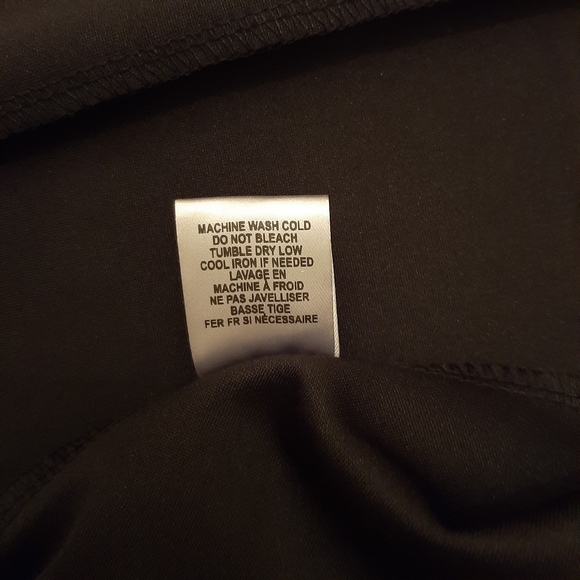 MACHINE WASH COLD
DO NOT BLEACH
TUMBLE DRY LOW
COOL IRON IF NEEDED
LAVAGE EN
MACHINE À FROID
NE PAS JAVELLISER
BASSE TIGE
FER FR SI NÉCESSAIRE